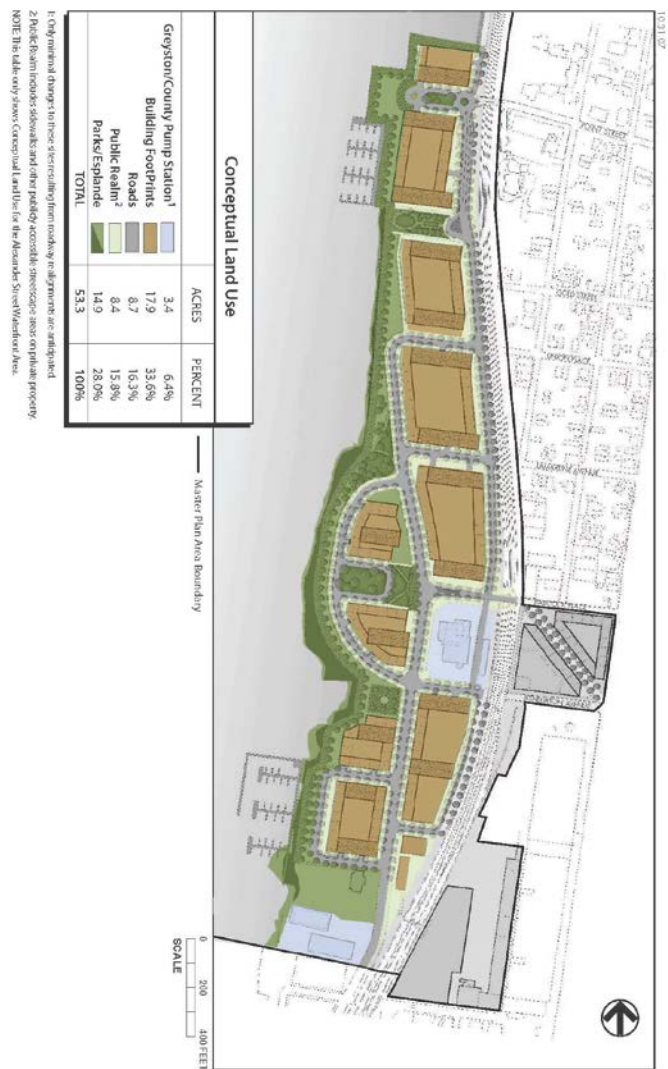 10 31 07
Conceptual Land Use
ACRES PERCENT
Greyston/County Pump Station¹ 3.4 6.4%
Building FootPrints 17.9 33.6%
Roads 8.7 16.3%
Public Realm² 8.4 15.8%
Parks/Esplande 14.9 28.0%
TOTAL 53.3 100%
1: Only minimal changes to these sites resulting from roadway realignments are anticipated.
2: Public Realm includes sidewalks and other publicly accessible streetscape areas on private property.
NOTE: This table only shows Conceptual Land Use for the Alexander Street Waterfront Area.
Master Plan Area Boundary
0 200 400 FEET
SCALE